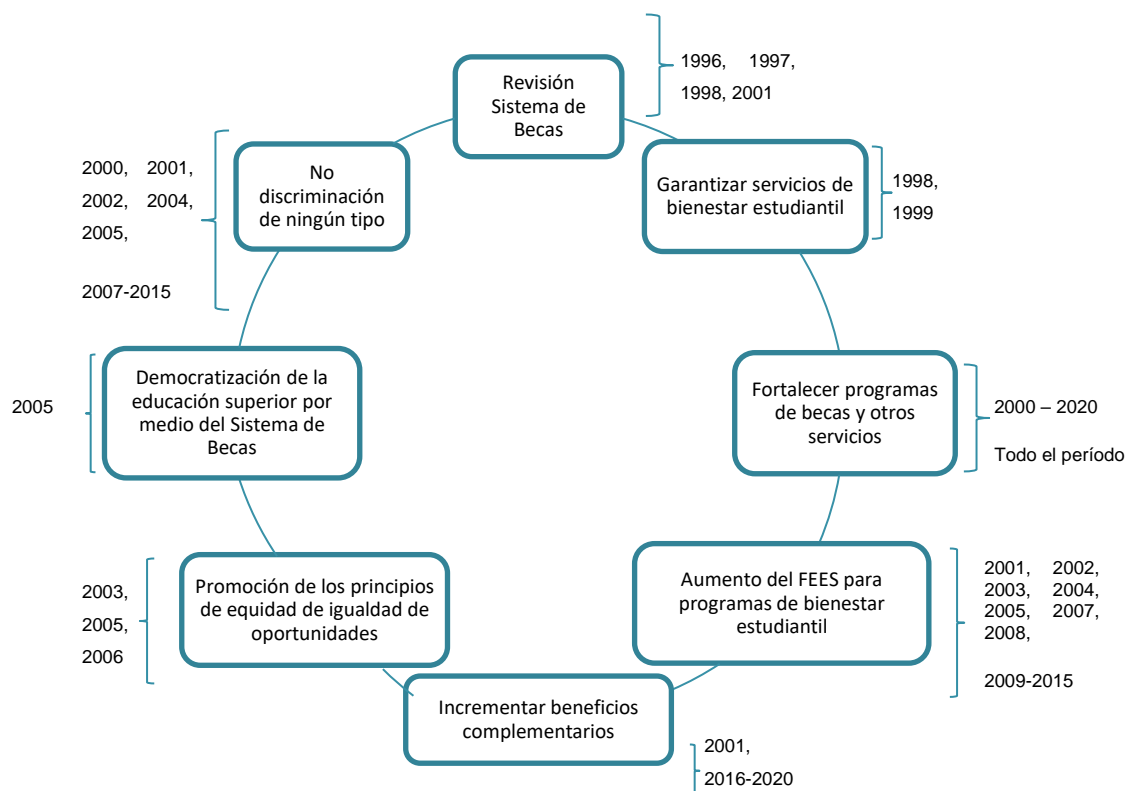 Revisión
Sistema de
Becas
1996, 1997,
1998, 2001
Garantizar servicios de
bienestar estudiantil
1998,
1999
Fortalecer programas
de becas y otros
servicios
2000 – 2020
Todo el período
Aumento del FEES para
programas de bienestar
estudiantil
2001, 2002,
2003, 2004,
2005, 2007,
2008,
2009-2015
Incrementar beneficios
complementarios
2001,
2016-2020
Promoción de los principios
de equidad de igualdad de
oportunidades
2003,
2005,
2006
Democratización de la
educación superior por
medio del Sistema de
Becas
2005
No
discriminación
de ningún tipo
2000, 2001,
2002, 2004,
2005,
2007-2015